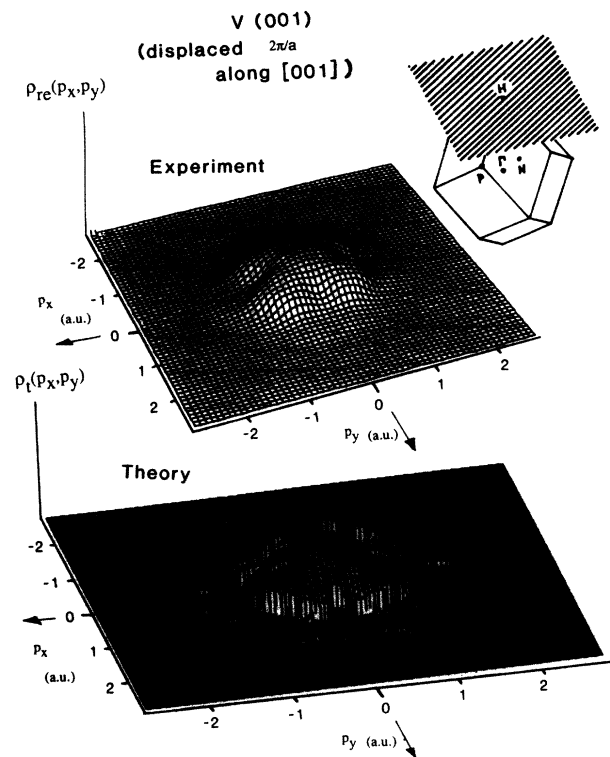 V (001)
(displaced 2π/a
along [001])
ρre(px,py)
Experiment
H
Γ
P
N
-2
-1
0
1
2
px
(a.u.)
-2
-1
0
1
2
py (a.u.)
ρt(px,py)
Theory
-2
-1
0
1
2
px
(a.u.)
-2
-1
0
1
2
py (a.u.)